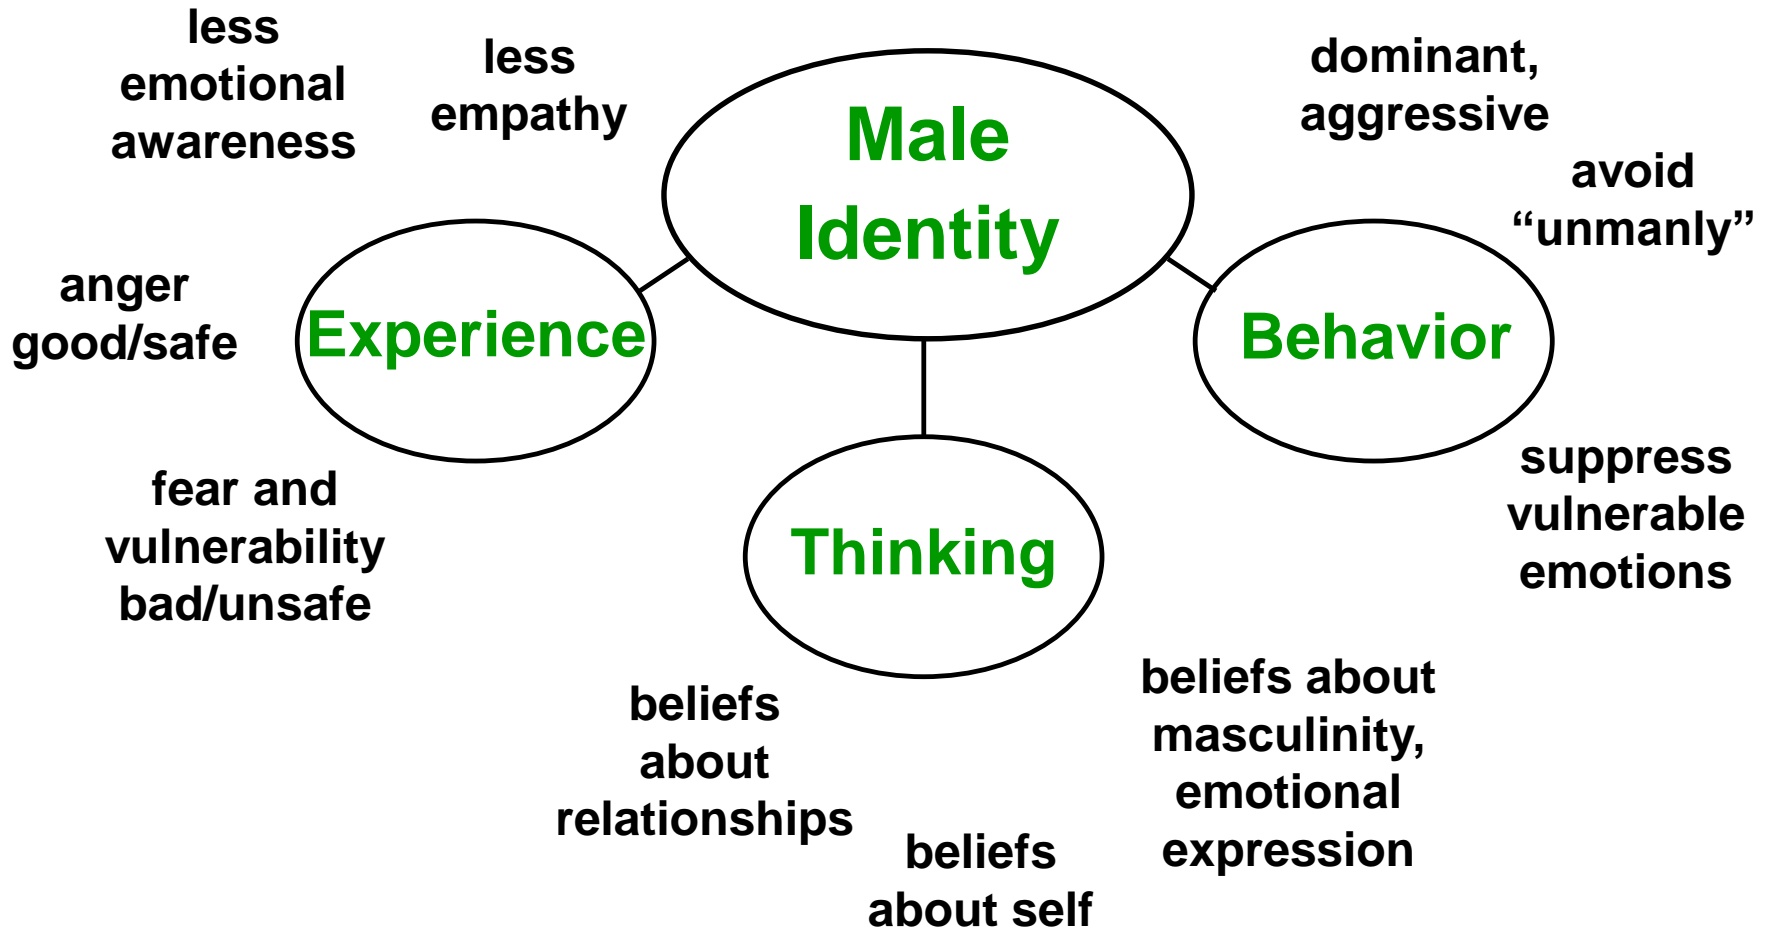 less
emotional
awareness
less
empathy
Male
Identity
dominant,
aggressive
avoid
“unmanly”
anger
good/safe
Experience
Behavior
fear and
vulnerability
bad/unsafe
Thinking
suppress
vulnerable
emotions
beliefs
about
relationships
beliefs
about self
beliefs about
masculinity,
emotional
expression